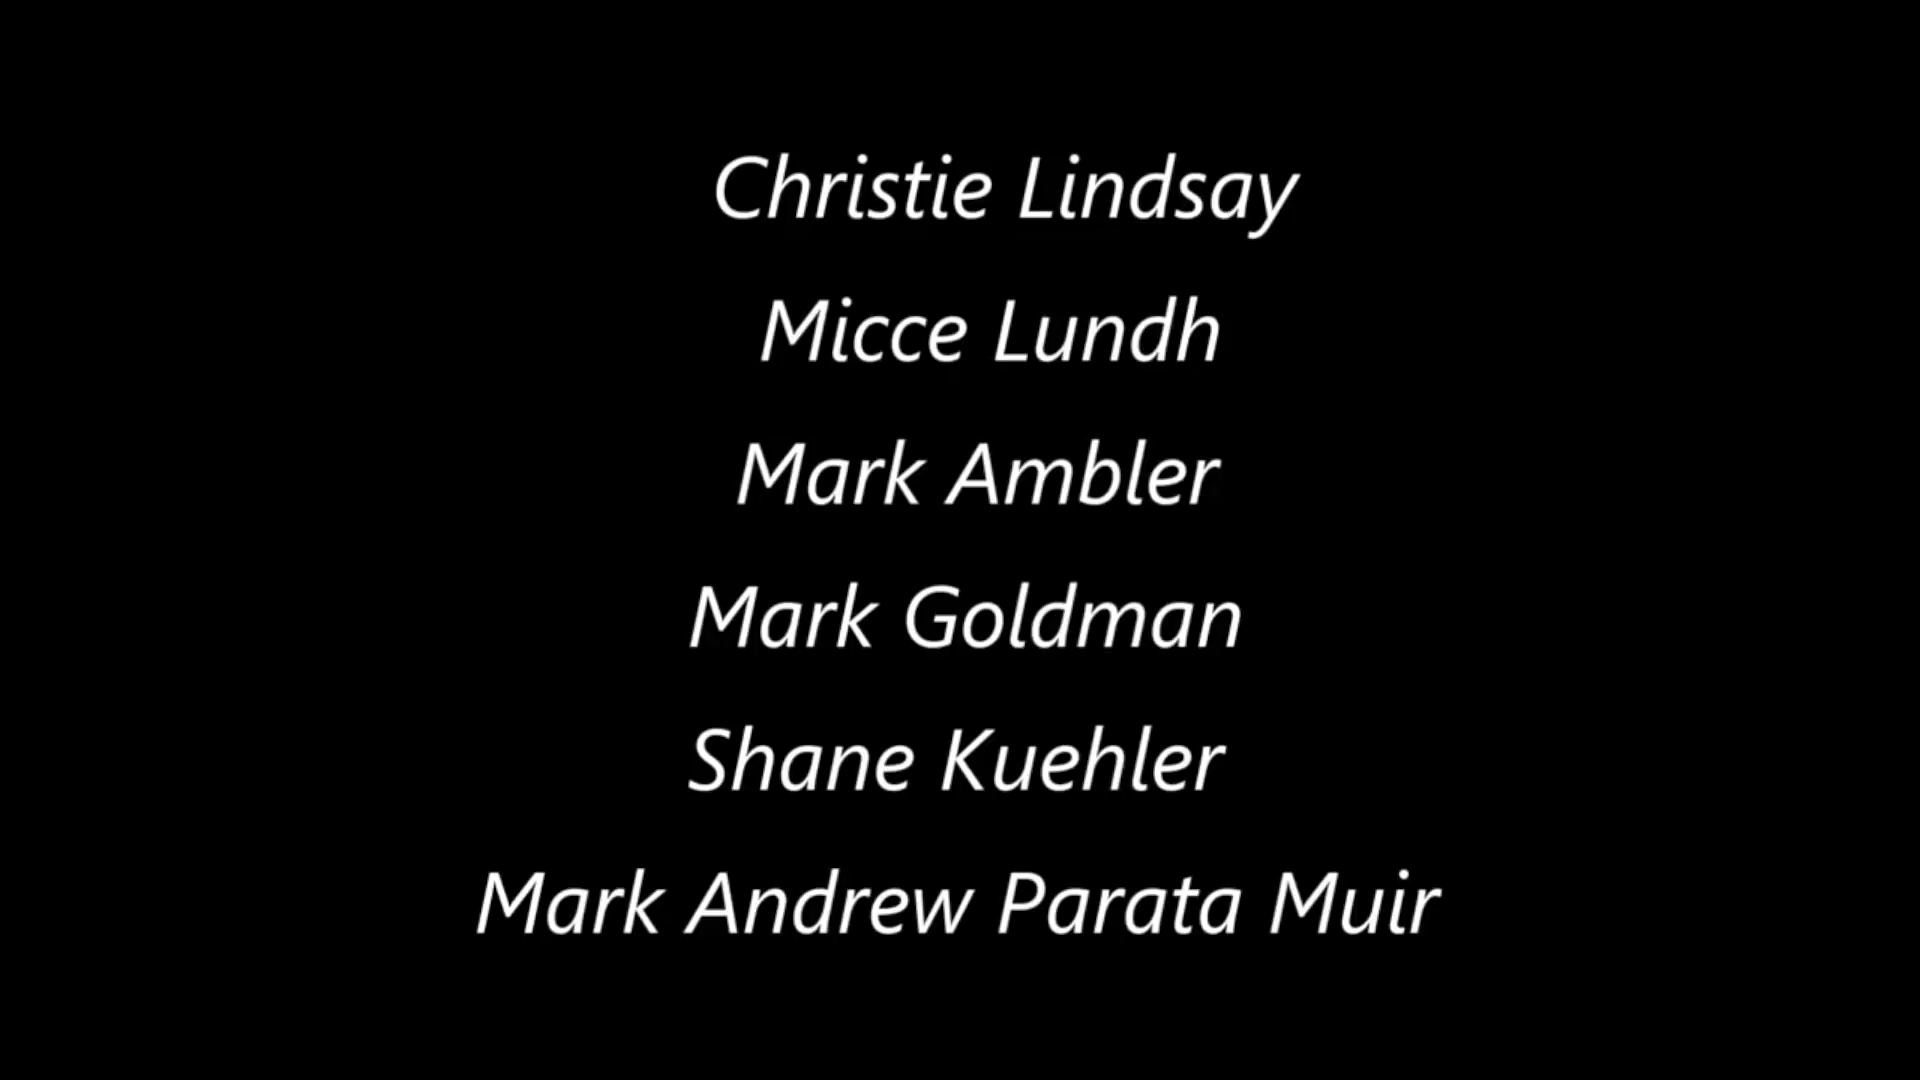 Christie Lindsay
Micce Lundh
Mark Ambler
Mark Goldman
Shane Kuehler
Mark Andrew Parata Muir